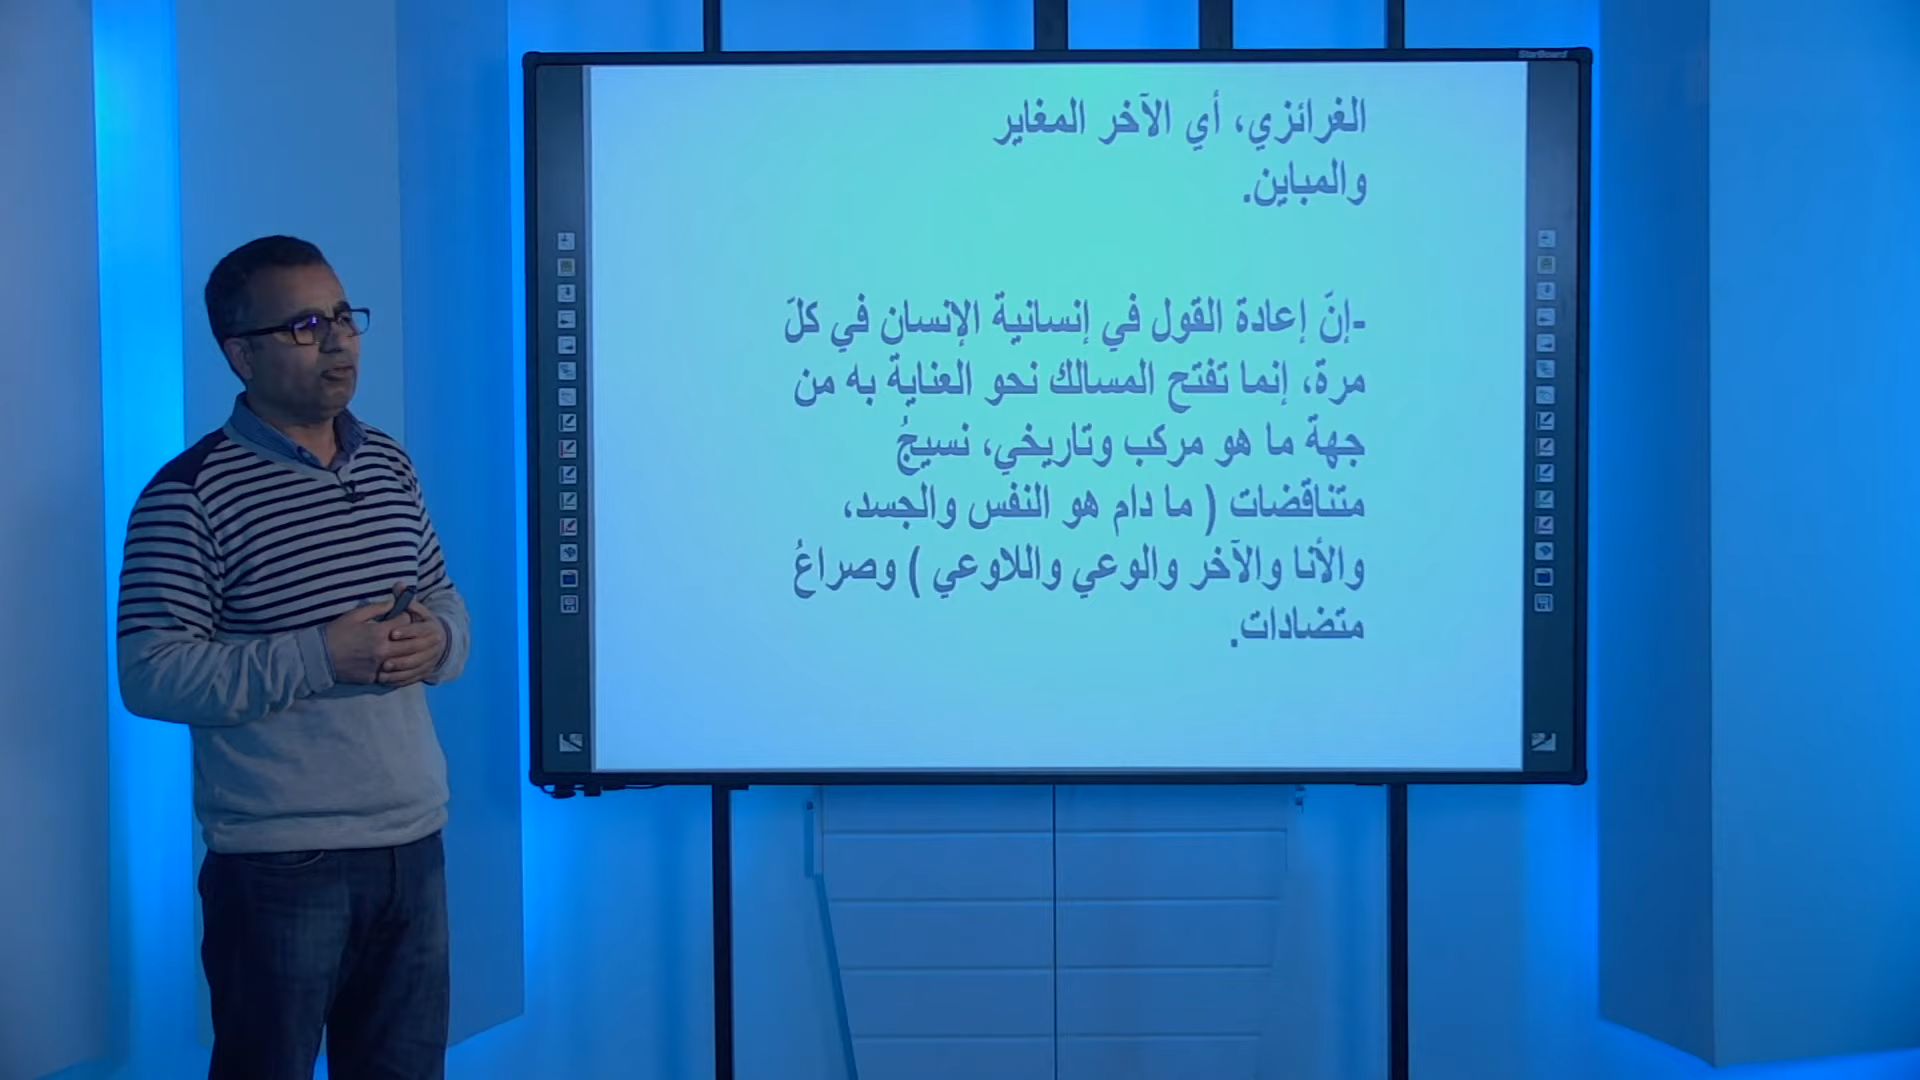 StarBoard
الغرائزي، أي الآخر المغاير
والمباين.
-إنّ إعادة القول في إنسانية الإنسان في كلّ
مرة، إنما تفتح المسالك نحو العناية به من
جهة ما هو مركب وتاريخي، نسيجُ
متناقضات ( ما دام هو النفس والجسد،
والأنا والآخر والوعي واللاوعي ) وصراعُ
متضادات.